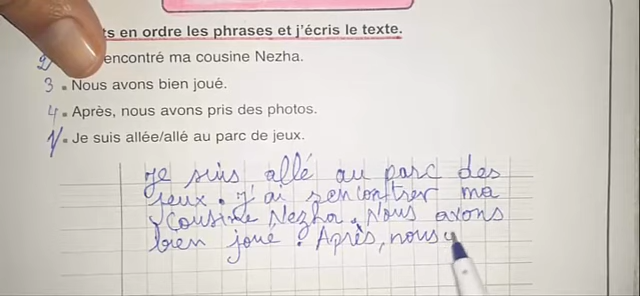 ts en ordre les phrases et j'écris le texte.
2 encontré ma cousine Nezha.
3 Nous avons bien joué.
4 Après, nous avons pris des photos.
1 Je suis allée/allé au parc de jeux.
Je suis allé au parc des
jeux. J'ai rencontrer ma
cousine Nezha. Nous avons
bien joué. Après, nous